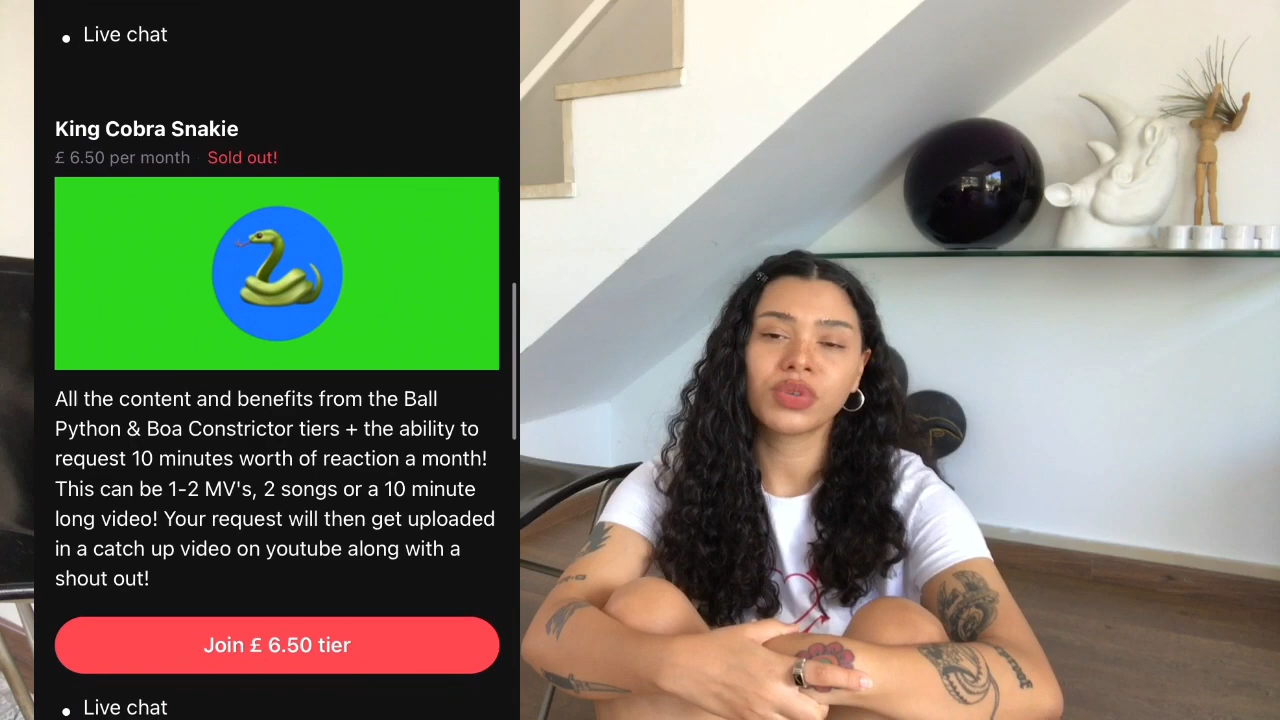 Live chat
King Cobra Snakie
£ 6.50 per month · Sold out!
All the content and benefits from the Ball
Python & Boa Constrictor tiers + the ability to
request 10 minutes worth of reaction a month!
This can be 1-2 MV's, 2 songs or a 10 minute
long video! Your request will then get uploaded
in a catch up video on youtube along with a
shout out!
Join £ 6.50 tier
Live chat